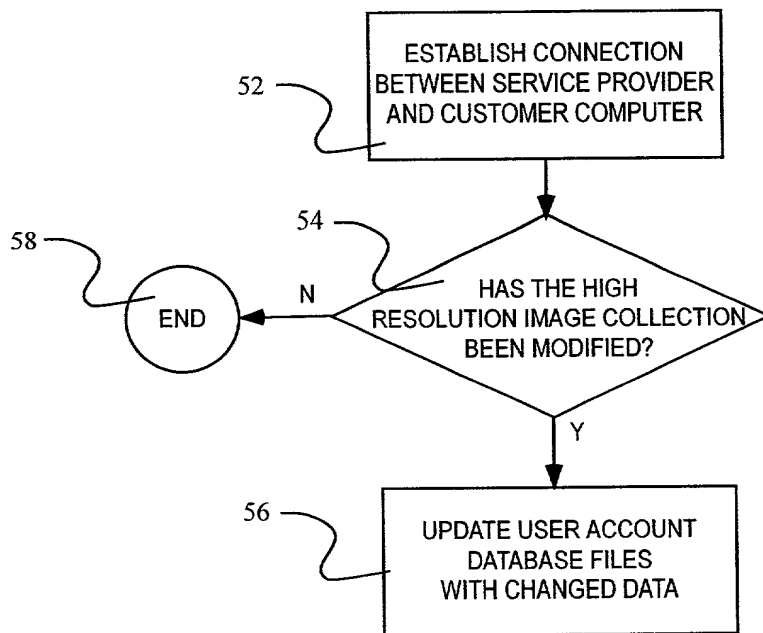 ESTABLISH CONNECTION
BETWEEN SERVICE PROVIDER
AND CUSTOMER COMPUTER
52
54
58
HAS THE HIGH
RESOLUTION IMAGE COLLECTION
BEEN MODIFIED?
N
END
Y
56
UPDATE USER ACCOUNT
DATABASE FILES
WITH CHANGED DATA